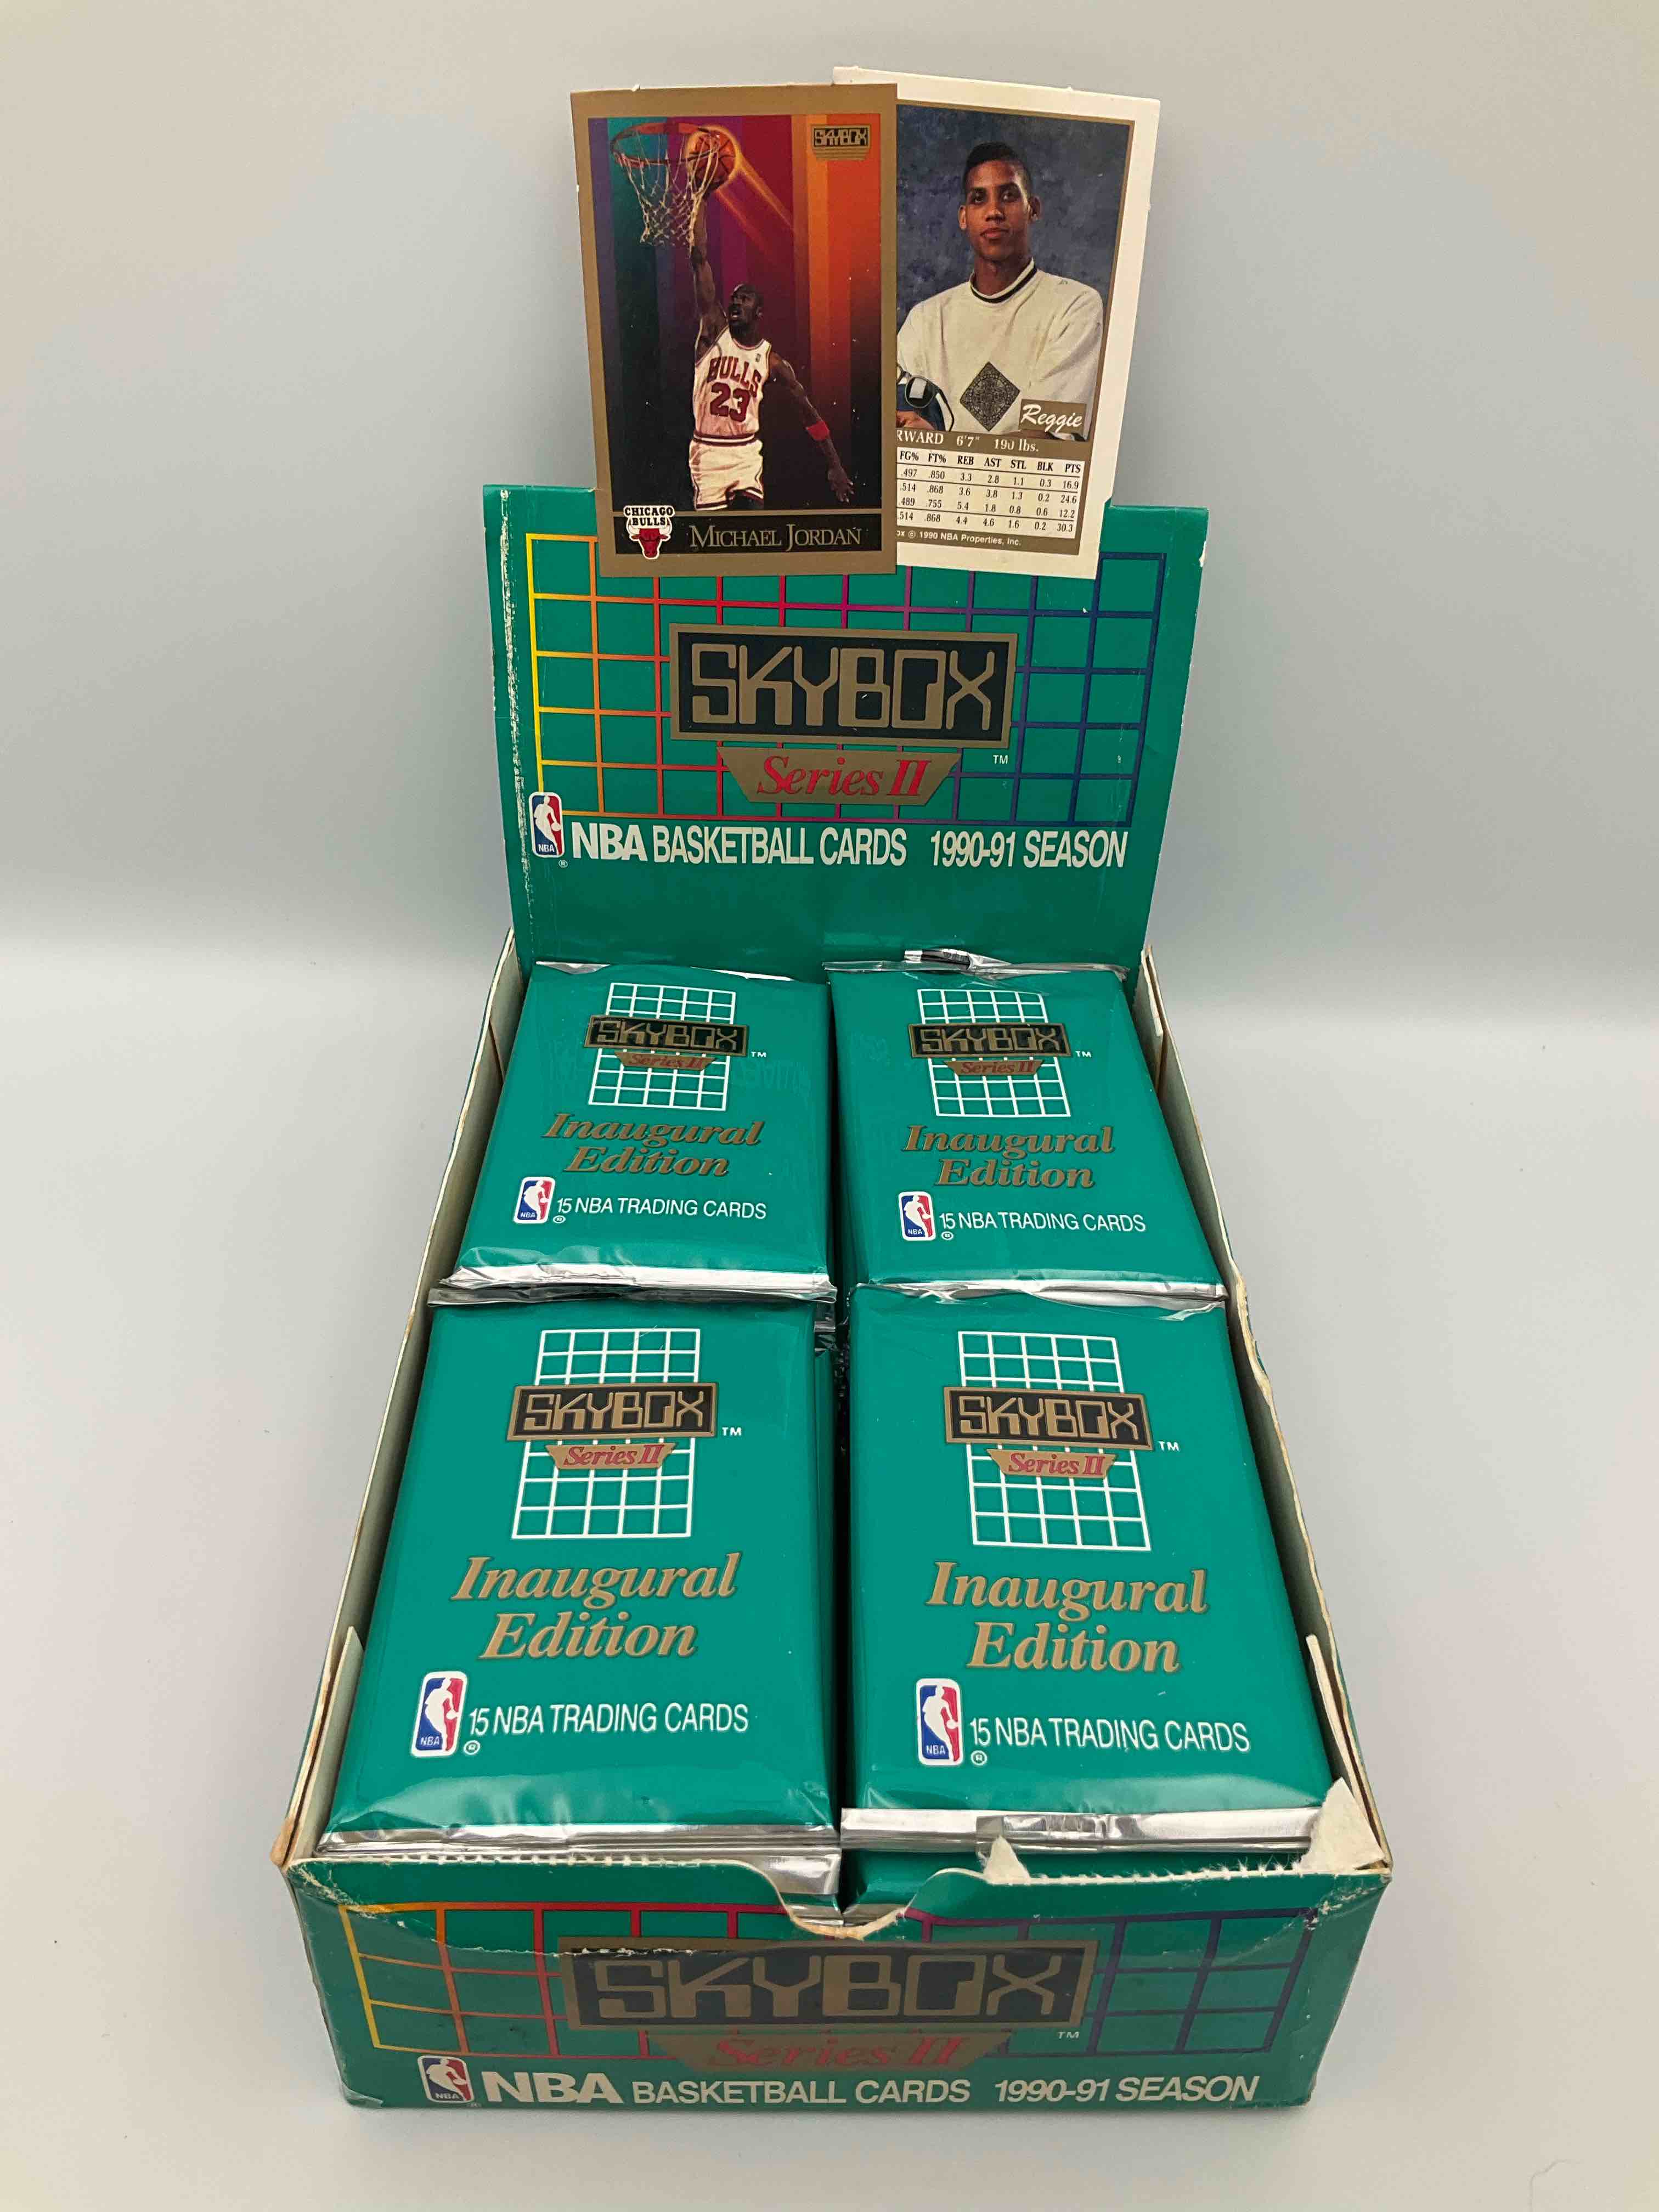 SKYBOX
BULLS
23
CHICAGO
BULLS
MICHAEL JORDAN
Reggie
RWARD 6'7" 190 lbs.
FG% FT% REB AST STL BLK PTS
.497 .850 3.3 2.8 1.1 0.3 16.9
.514 .868 3.6 3.8 1.3 0.2 24.6
.489 .755 5.4 1.8 0.8 0.6 12.2
.514 .868 4.4 4.6 1.6 0.2 30.3
ox © 1990 NBA Properties, Inc.
SKYBOX
Series II
TM
NBA
®
NBA BASKETBALL CARDS 1990-91 SEASON
SKYBOX TM
Series II
Inaugural
Edition
NBA
® 15 NBA TRADING CARDS
SKYBOX TM
Series II
Inaugural
Edition
NBA
® 15 NBA TRADING CARDS
SKYBOX TM
Series II
Inaugural
Edition
NBA
® 15 NBA TRADING CARDS
SKYBOX TM
Series II
Inaugural
Edition
NBA
® 15 NBA TRADING CARDS
SKYBOX
TM
Series II
NBA
®
NBA BASKETBALL CARDS 1990-91 SEASON